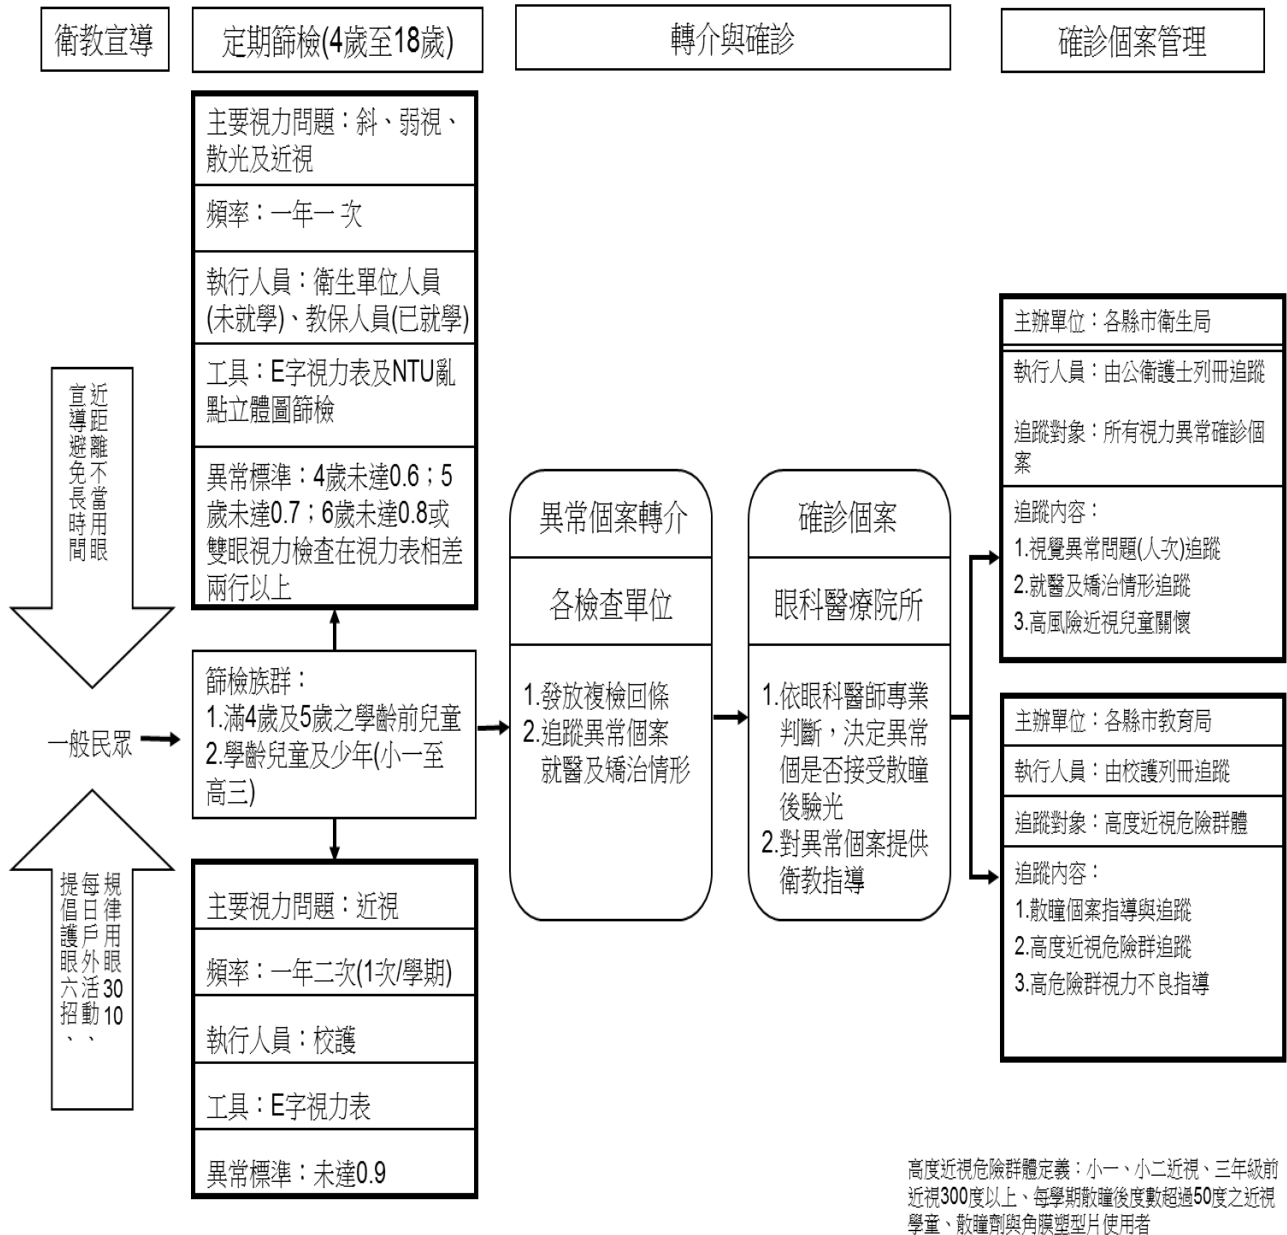 衛教宣導
定期篩檢(4歲至18歲)
轉介與確診
確診個案管理
宣導避免長時間
近距離不當用眼
一般民眾
提倡護眼六招、
每日戶外活動、
規律用眼3010
主要視力問題：斜、弱視、
散光及近視
頻率：一年一 次
執行人員：衛生單位人員
(未就學)、教保人員(已就學)
工具：E字視力表及NTU亂
點立體圖篩檢
異常標準：4歲未達0.6；5
歲未達0.7；6歲未達0.8或
雙眼視力檢查在視力表相差
兩行以上
篩檢族群：
1.滿4歲及5歲之學齡前兒童
2.學齡兒童及少年(小一至
高三)
主要視力問題：近視
頻率：一年二次(1次/學期)
執行人員：校護
工具：E字視力表
異常標準：未達0.9
異常個案轉介
各檢查單位
1.發放複檢回條
2.追蹤異常個案
就醫及矯治情形
確診個案
眼科醫療院所
1.依眼科醫師專業
判斷，決定異常
個是否接受散瞳
後驗光
2.對異常個案提供
衛教指導
主辦單位：各縣市衛生局
執行人員：由公衛護士列冊追蹤
追蹤對象：所有視力異常確診個
案
追蹤內容：
1.視覺異常問題(人次)追蹤
2.就醫及矯治情形追蹤
3.高風險近視兒童關懷
主辦單位：各縣市教育局
執行人員：由校護列冊追蹤
追蹤對象：高度近視危險群體
追蹤內容：
1.散瞳個案指導與追蹤
2.高度近視危險群追蹤
3.高危險群視力不良指導
高度近視危險群體定義：小一、小二近視、三年級前
近視300度以上、每學期散瞳後度數超過50度之近視
學童、散瞳劑與角膜塑型片使用者